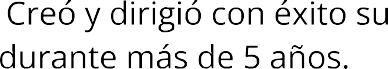 Creó y dirigió con éxito su
durante más de 5 años.